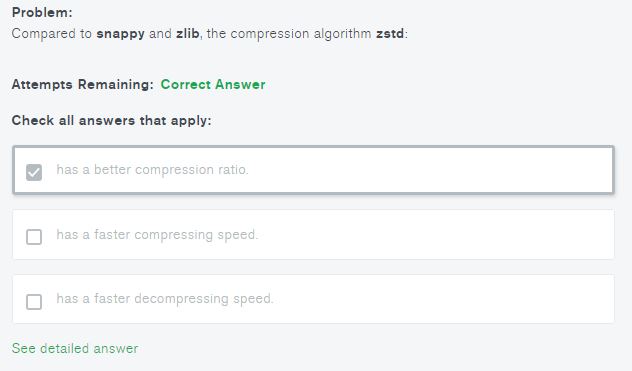 Problem:
Compared to snappy and zlib, the compression algorithm zstd:
Attempts Remaining: Correct Answer
Check all answers that apply:
has a better compression ratio.
has a faster compressing speed.
has a faster decompressing speed.
See detailed answer